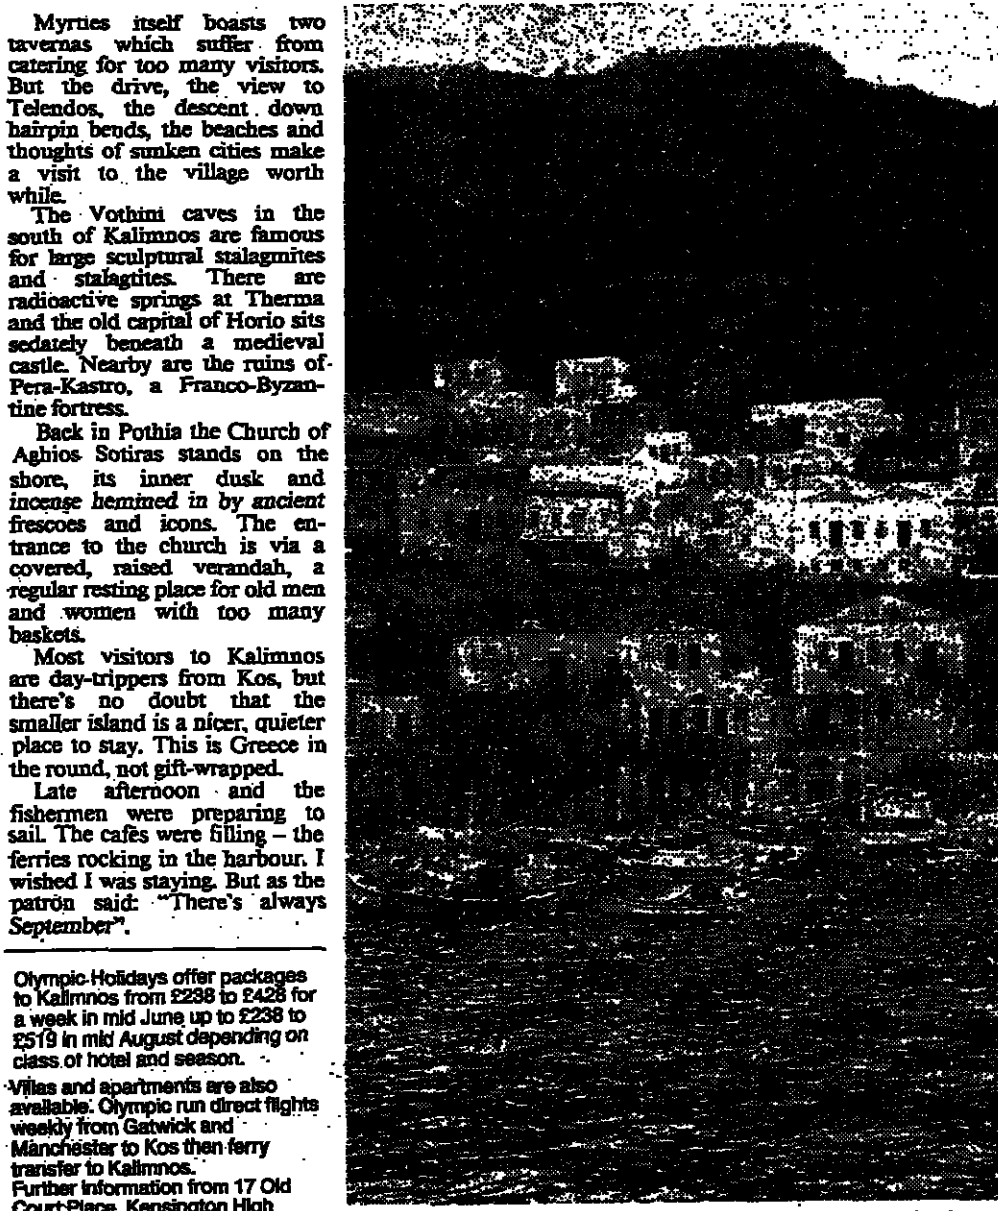 Myrties itself boasts two
tavernas which suffer from
catering for too many visitors.
But the drive, the view to
Telendos, the descent down
hairpin bends, the beaches and
thoughts of sunken cities make
a visit to the village worth
while.
The Vothini caves in the
south of Kalimnos are famous
for large sculptural stalagmites
and stalagtites. There are
radioactive springs at Therma
and the old capital of Horio sits
sedately beneath a medieval
castle. Nearby are the ruins of
Pera-Kastro, a Franco-Byzan-
tine fortress.
Back in Pothia the Church of
Aghios Sotiras stands on the
shore, its inner dusk and
incense hemined in by ancient
frescoes and icons. The en-
trance to the church is via a
covered, raised verandah, a
regular resting place for old men
and women with too many
baskets.
Most visitors to Kalimnos
are day-trippers from Kos, but
there's no doubt that the
smaller island is a nicer, quieter
place to stay. This is Greece in
the round, not gift-wrapped.
Late afternoon and the
fishermen were preparing to
sail. The cafes were filling – the
ferries rocking in the harbour. I
wished I was staying. But as the
patron said: "There's always
September".
Olympic Holidays offer packages
to Kalimnos from £238 to £428 for
a week in mid June up to £238 to
£519 in mid August depending on
class of hotel and season.
Villas and apartments are also
available. Olympic run direct flights
weekly from Gatwick and
Manchester to Kos then ferry
transfer to Kalimnos.
Further information from 17 Old
Court Place, Kensington High